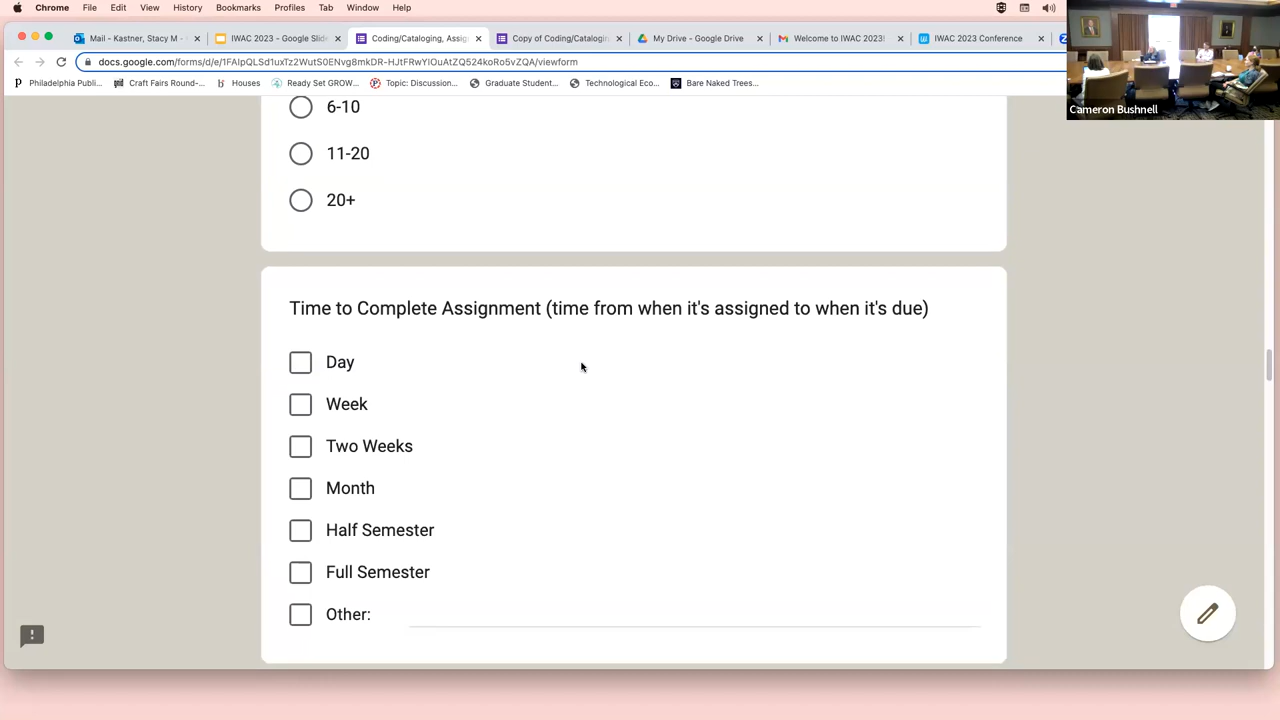 Chrome File Edit View History Bookmarks Profiles Tab Window Help
Mail - Kastner, Stacy M - IWAC 2023 - Google Slid Coding/Cataloging, Assig Copy of Coding/Catalogin My Drive - Google Drive Welcome to IWAC 2023! IWAC 2023 Conference
docs.google.com/forms/d/e/1FAIpQLSd1uxTz2WutS0ENvg8mkDR-HJtFRwYlOuAtZQ524koRo5vZQA/viewform
Philadelphia Publi... Craft Fairs Round-... Houses Ready Set GROW... Topic: Discussion... Graduate Student... Technological Eco... Bare Naked Trees...
Cameron Bushnell
6-10
11-20
20+
Time to Complete Assignment (time from when it's assigned to when it's due)
Day
Week
Two Weeks
Month
Half Semester
Full Semester
Other: